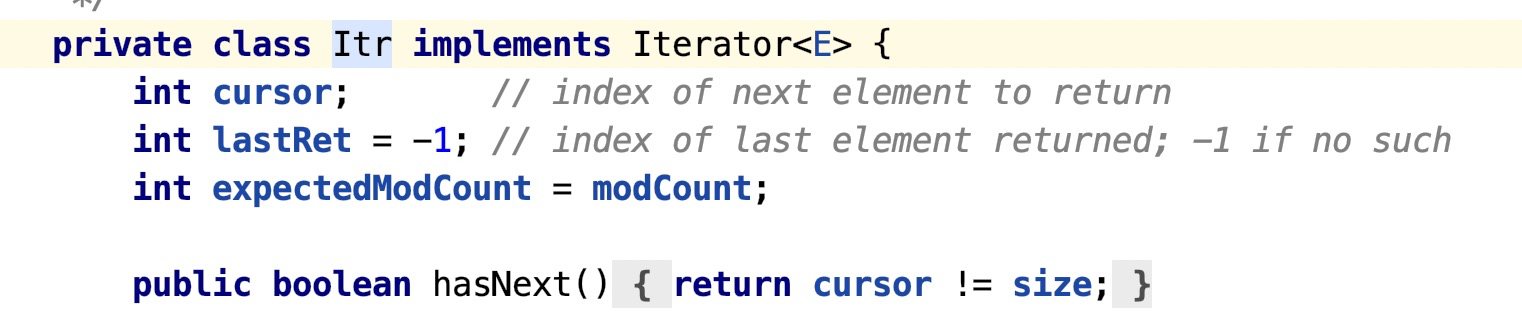 */
private class Itr implements Iterator<E> {
int cursor;       // index of next element to return
int lastRet = -1; // index of last element returned; -1 if no such
int expectedModCount = modCount;
public boolean hasNext() { return cursor != size; }